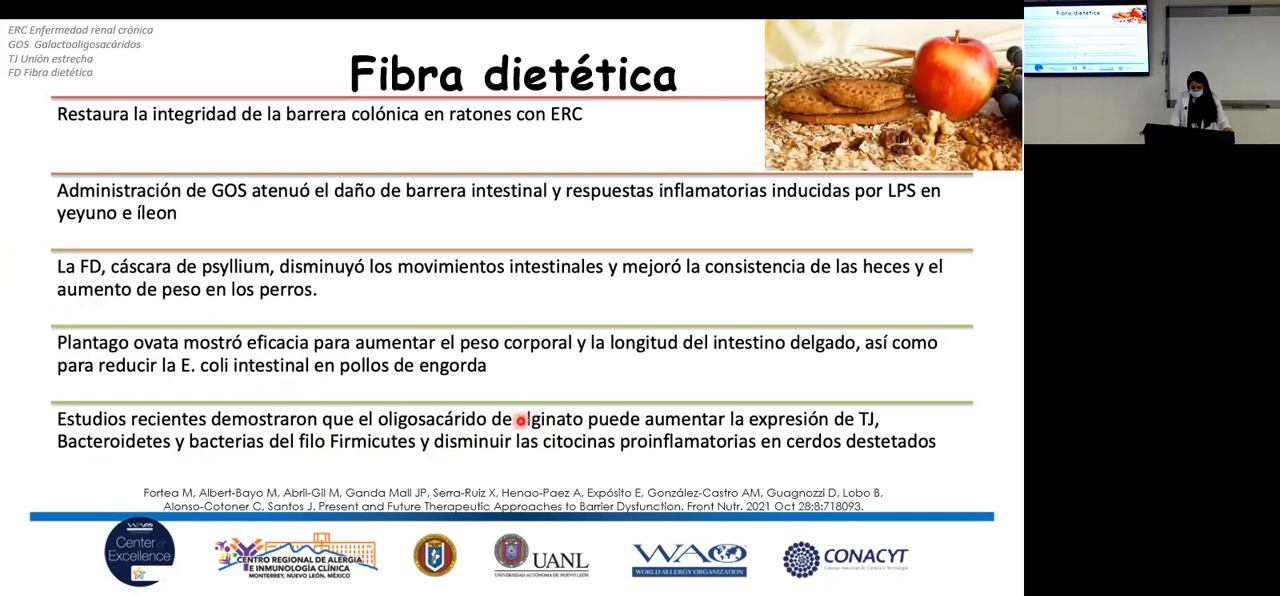 ERC Enfermedad renal crónica
GOS Galactooligosacáridos
TJ Unión estrecha
FD Fibra dietética
Fibra dietética
Restaura la integridad de la barrera colónica en ratones con ERC
Administración de GOS atenuó el daño de barrera intestinal y respuestas inflamatorias inducidas por LPS en
yeyuno e íleon
La FD, cáscara de psyllium, disminuyó los movimientos intestinales y mejoró la consistencia de las heces y el
aumento de peso en los perros.
Plantago ovata mostró eficacia para aumentar el peso corporal y la longitud del intestino delgado, así como
para reducir la E. coli intestinal en pollos de engorda
Estudios recientes demostraron que el oligosacárido de alginato puede aumentar la expresión de TJ,
Bacteroidetes y bacterias del filo Firmicutes y disminuir las citocinas proinflamatorias en cerdos destetados
Fortea M, Albert-Bayo M, Abril-Gil M, Ganda Mall JP, Serra-Ruiz X, Henao-Paez A, Expósito E, González-Castro AM, Guagnozzi D, Lobo B,
Alonso-Cotoner C, Santos J. Present and Future Therapeutic Approaches to Barrier Dysfunction. Front Nutr. 2021 Oct 28;8:718093.
Center of
Excellence
CENTRO REGIONAL DE ALERGIA
E INMUNOLOGÍA CLÍNICA
MONTERREY, NUEVO LEÓN, MÉXICO
UANL
UNIVERSIDAD AUTÓNOMA DE NUEVO LEÓN
WAO
WORLD ALLERGY ORGANIZATION
CONACYT
Consejo Nacional de Ciencia y Tecnología
Fibra dietética